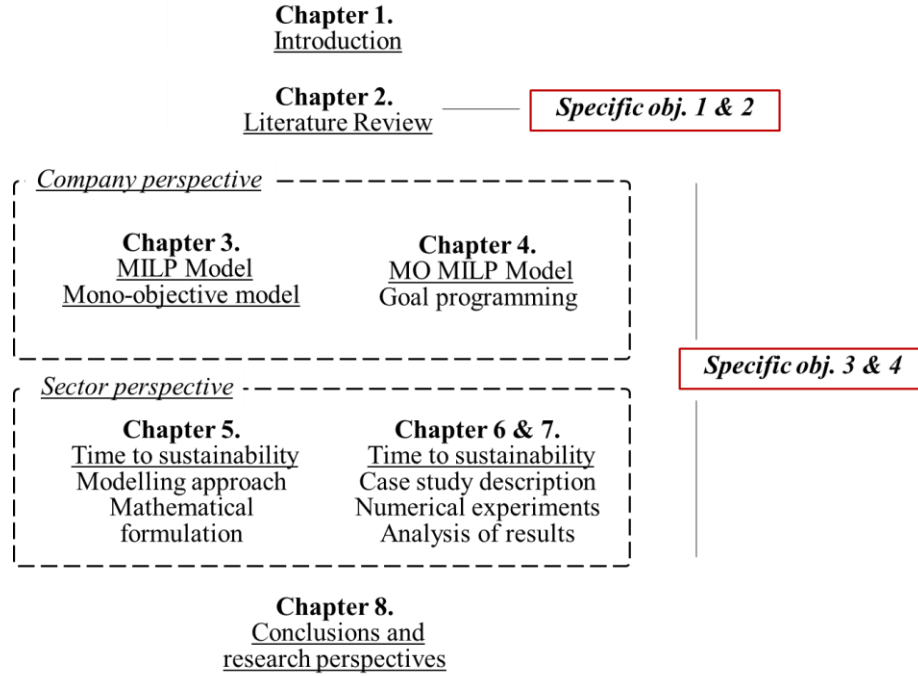 Chapter 1.
Introduction
Chapter 2.
Literature Review
Specific obj. 1 & 2
Company perspective
Chapter 3.
MILP Model
Mono-objective model
Chapter 4.
MO MILP Model
Goal programming
Specific obj. 3 & 4
Sector perspective
Chapter 5.
Time to sustainability
Modelling approach
Mathematical
formulation
Chapter 6 & 7.
Time to sustainability
Case study description
Numerical experiments
Analysis of results
Chapter 8.
Conclusions and
research perspectives